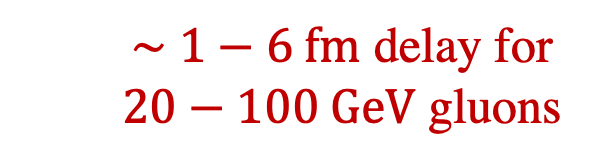 ~ 1 − 6 fm delay for
20 − 100 GeV gluons